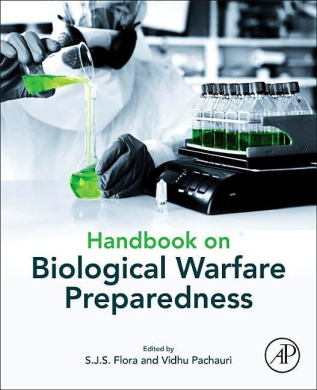 Handbook on
Biological Warfare
Preparedness
Edited by
S.J.S. Flora and Vidhu Pachauri
AP